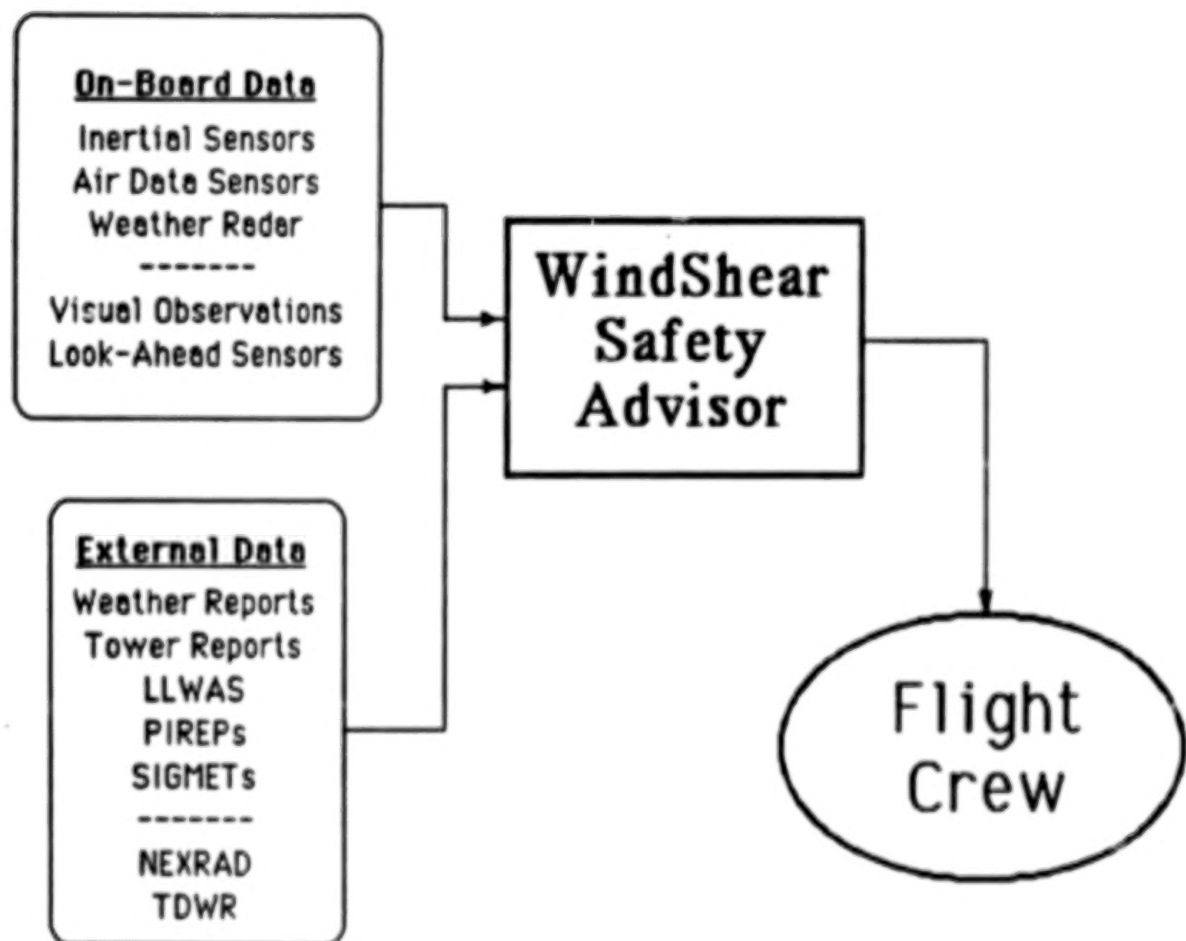 On-Board Data
Inertial Sensors
Air Data Sensors
Weather Radar
-------
Visual Observations
Look-Ahead Sensors
WindShear
Safety
Advisor
External Data
Weather Reports
Tower Reports
LLWAS
PIREPs
SIGMETs
-------
NEXRAD
TDWR
Flight
Crew